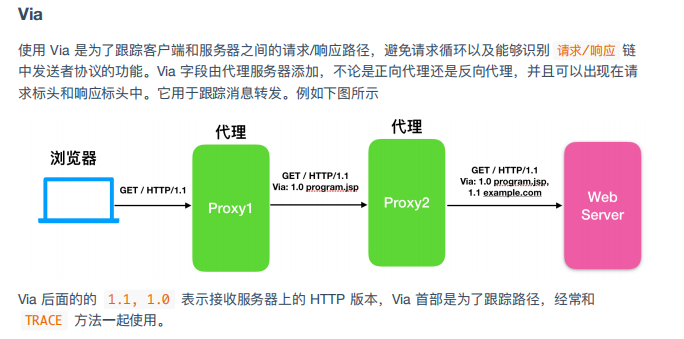 Via
使用 Via 是为了跟踪客户端和服务器之间的请求/响应路径，避免请求循环以及能够识别 请求/响应 链
中发送者协议的功能。Via 字段由代理服务器添加，不论是正向代理还是反向代理，并且可以出现在请
求标头和响应标头中。它用于跟踪消息转发。例如下图所示
代理
代理
浏览器
GET / HTTP/1.1
Proxy1
GET / HTTP/1.1
Via: 1.0 program.jsp
Proxy2
GET / HTTP/1.1
Via: 1.0 program.jsp,
1.1 example.com
Web
Server
Via 后面的的 1.1, 1.0 表示接收服务器上的 HTTP 版本，Via 首部是为了跟踪路径，经常和
TRACE 方法一起使用。